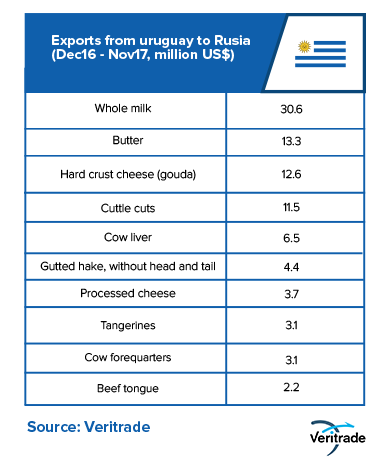 Exports from uruguay to Rusia
(Dec16 - Nov17, million US$)
Whole milk 30.6
Butter 13.3
Hard crust cheese (gouda) 12.6
Cuttle cuts 11.5
Cow liver 6.5
Gutted hake, without head and tail 4.4
Processed cheese 3.7
Tangerines 3.1
Cow forequarters 3.1
Beef tongue 2.2
Source: Veritrade
Veritrade